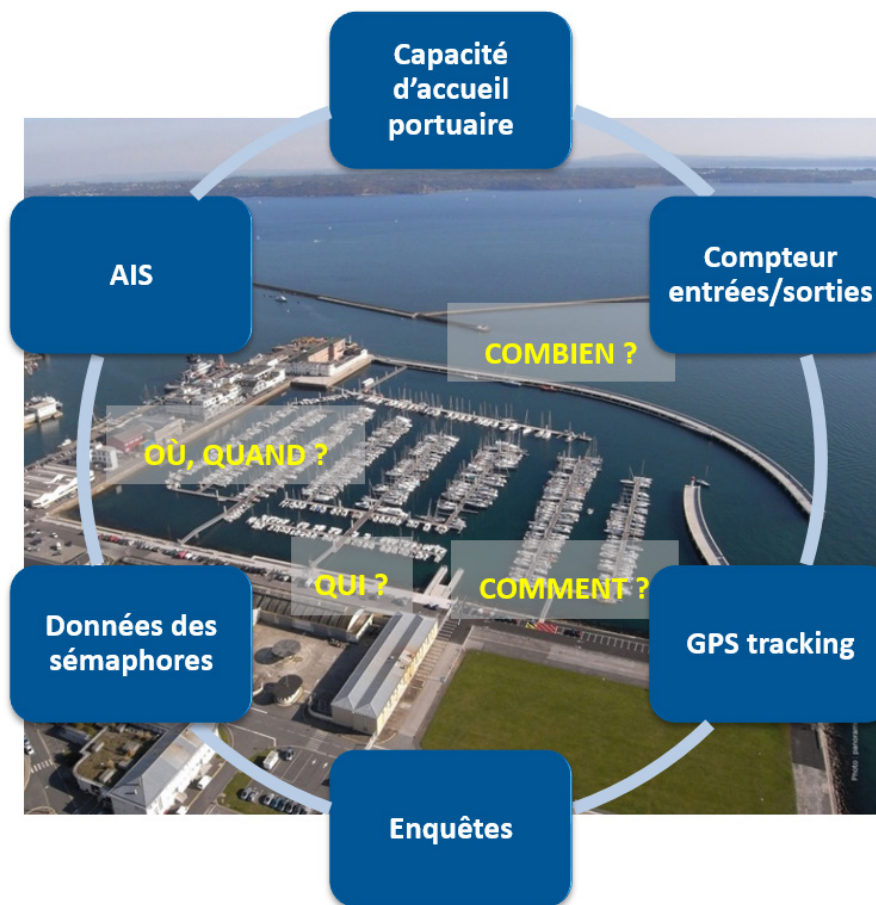 Capacité
d'accueil
portuaire
AIS
Compteur
entrées/sorties
COMBIEN ?
OÙ, QUAND ?
QUI ?
COMMENT ?
Données des
sémaphores
GPS tracking
Enquêtes